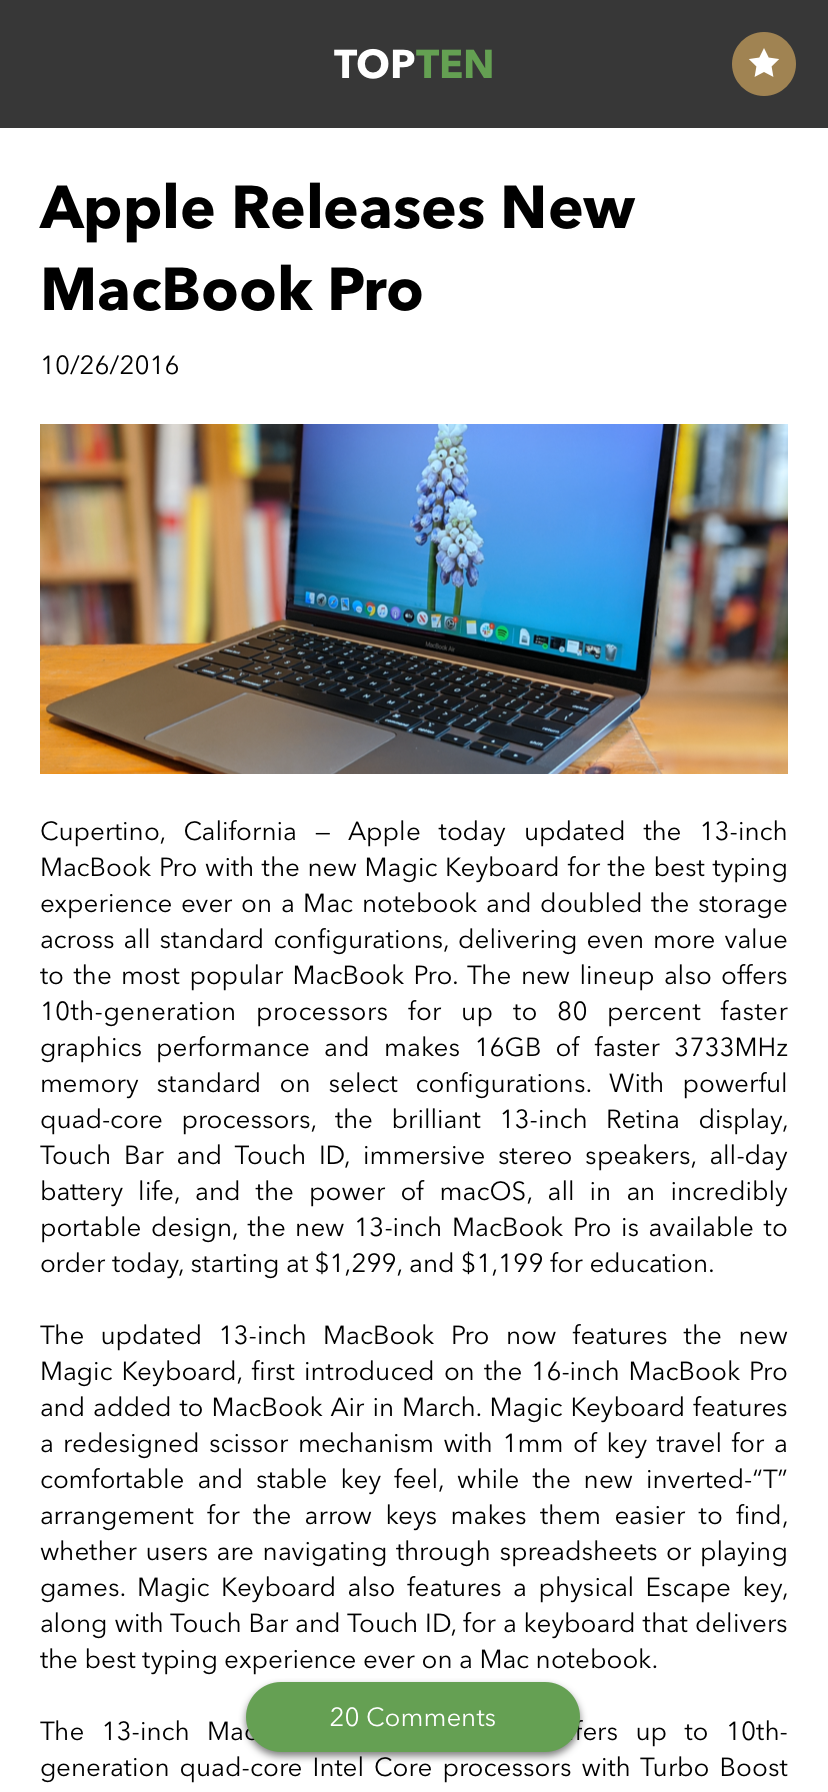 TOPTEN
Apple Releases New
MacBook Pro
10/26/2016
MacBook Air
Cupertino, California — Apple today updated the 13-inch
MacBook Pro with the new Magic Keyboard for the best typing
experience ever on a Mac notebook and doubled the storage
across all standard configurations, delivering even more value
to the most popular MacBook Pro. The new lineup also offers
10th-generation processors for up to 80 percent faster
graphics performance and makes 16GB of faster 3733MHz
memory standard on select configurations. With powerful
quad-core processors, the brilliant 13-inch Retina display,
Touch Bar and Touch ID, immersive stereo speakers, all-day
battery life, and the power of macOS, all in an incredibly
portable design, the new 13-inch MacBook Pro is available to
order today, starting at $1,299, and $1,199 for education.
The updated 13-inch MacBook Pro now features the new
Magic Keyboard, first introduced on the 16-inch MacBook Pro
and added to MacBook Air in March. Magic Keyboard features
a redesigned scissor mechanism with 1mm of key travel for a
comfortable and stable key feel, while the new inverted-“T”
arrangement for the arrow keys makes them easier to find,
whether users are navigating through spreadsheets or playing
games. Magic Keyboard also features a physical Escape key,
along with Touch Bar and Touch ID, for a keyboard that delivers
the best typing experience ever on a Mac notebook.
20 Comments
The 13-inch up to 10th-
generation quad-core Intel Core processors with Turbo Boost